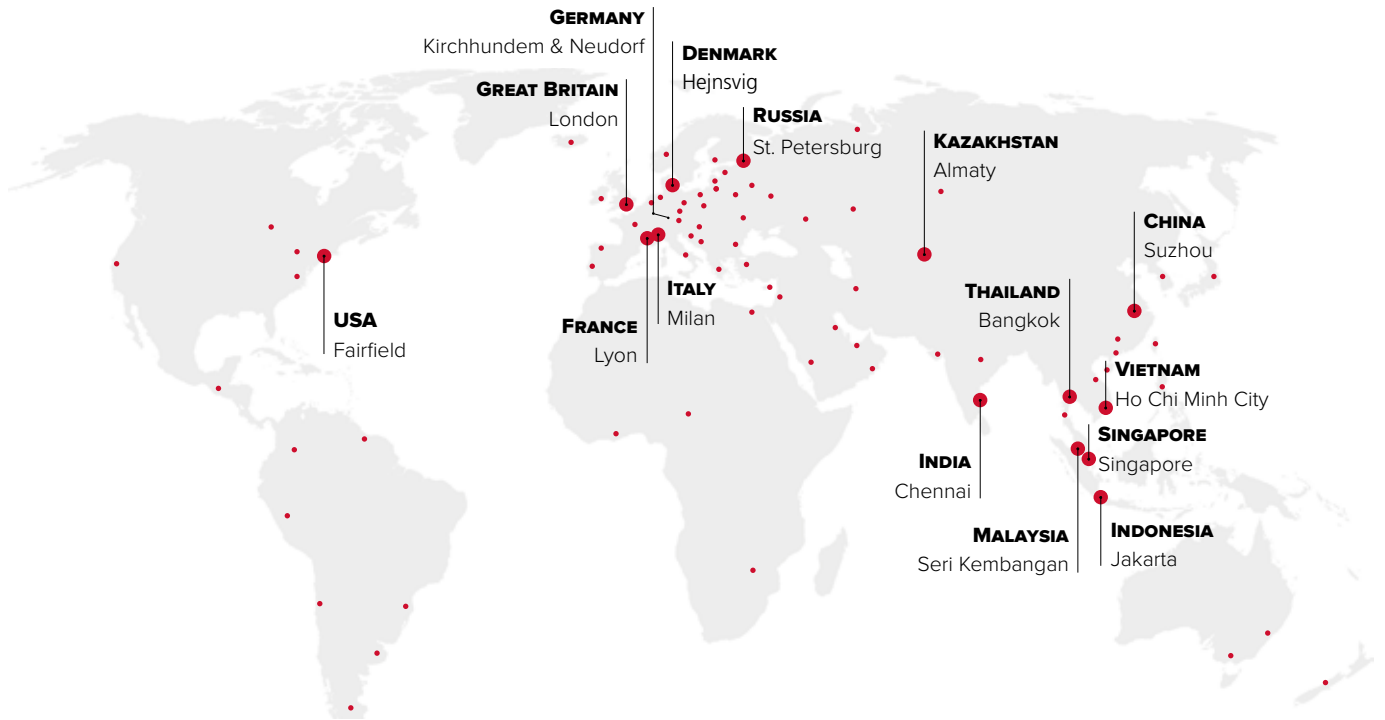 GERMANY
Kirchhundem & Neudorf
DENMARK
Hejnsvig
GREAT BRITAIN
London
RUSSIA
St. Petersburg
KAZAKHSTAN
Almaty
CHINA
Suzhou
THAILAND
Bangkok
ITALY
Milan
FRANCE
Lyon
USA
Fairfield
VIETNAM
Ho Chi Minh City
SINGAPORE
Singapore
INDIA
Chennai
MALAYSIA
Seri Kembangan
INDONESIA
Jakarta